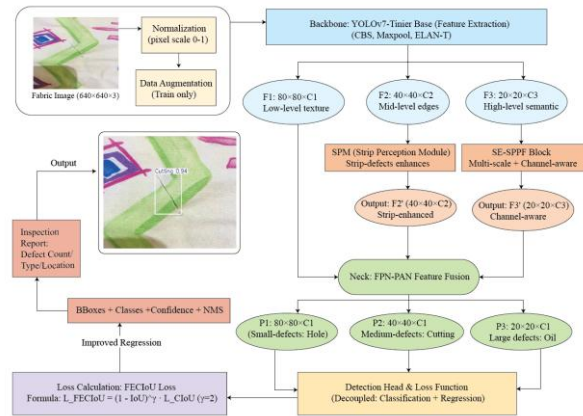 Normalization
(pixel scale 0-1)
Data Augmentation
(Train only)
Fabric Image (640×640×3)
Backbone: YOLOv7-Tinier Base (Feature Extraction)
(CBS, Maxpool, ELAN-T)
F1: 80×80×C1
Low-level texture
F2: 40×40×C2
Mid-level edges
F3: 20×20×C3
High-level semantic
SPM (Strip Perception Module)
Strip-defects enhances
SE-SPPF Block
Multi-scale + Channel-aware
Output: F2' (40×40×C2)
Strip-enhanced
Output: F3' (20×20×C3)
Channel-aware
Neck: FPN-PAN Feature Fusion
P1: 80×80×C1
(Small-defects: Hole)
P2: 40×40×C1
Medium-defects: Cutting
P3: 20×20×C1
Large defects: Oil
Detection Head & Loss Function
(Decoupled: Classification + Regression)
Loss Calculation: FECIoU Loss
Formula: L_FECIoU = (1 - IoU)^γ · L_CIoU (γ=2)
Improved Regression
BBoxes + Classes +Confidence + NMS
Inspection
Report:
Defect Count/
Type/Location
Output
Cutting 0.84